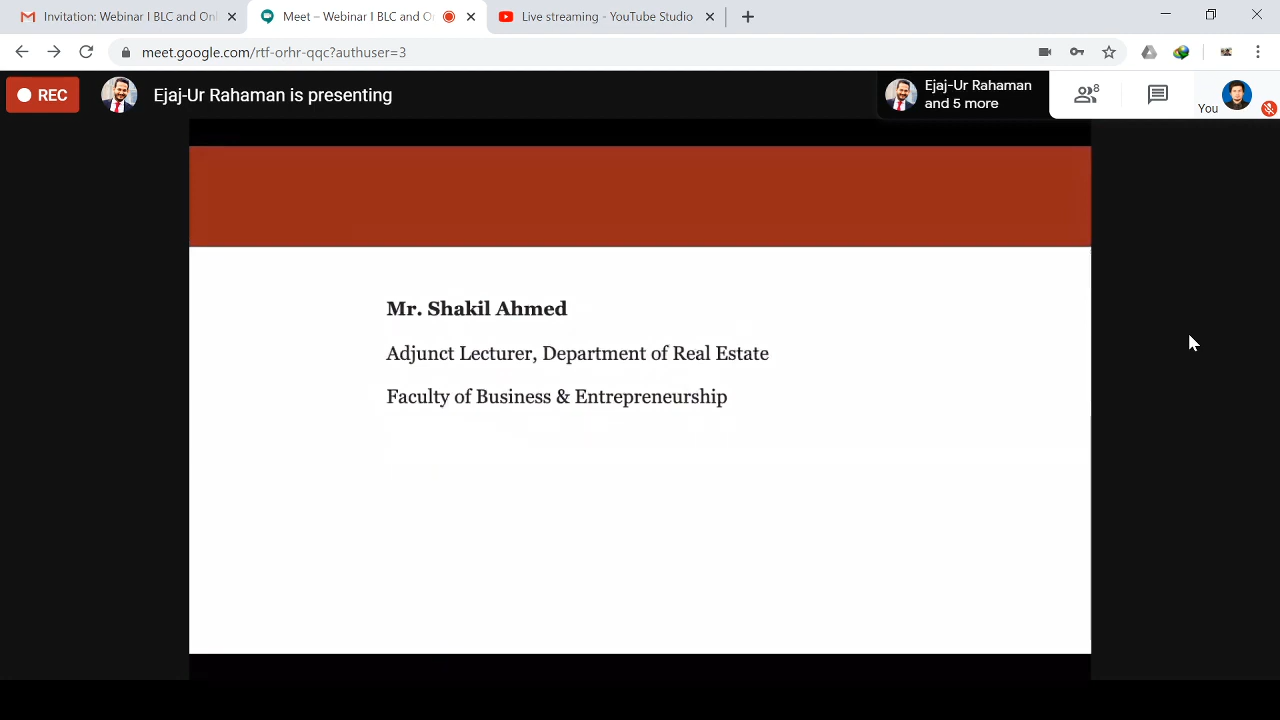 Invitation: Webinar I BLC and Onl
Meet – Webinar I BLC and O
Live streaming - YouTube Studio
meet.google.com/rtf-orhr-qqc?authuser=3
REC
Ejaj-Ur Rahaman is presenting
Ejaj-Ur Rahaman
and 5 more
8
You
Mr. Shakil Ahmed
Adjunct Lecturer, Department of Real Estate
Faculty of Business & Entrepreneurship